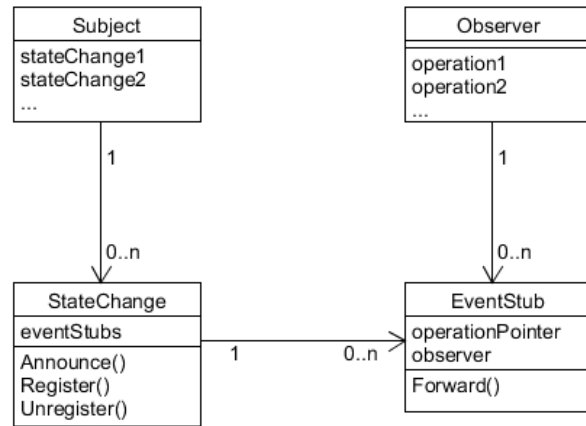 Subject
stateChange1
stateChange2
...
Observer
operation1
operation2
...
1
1
0..n
0..n
StateChange
eventStubs
Announce()
Register()
Unregister()
1
0..n
EventStub
operationPointer
observer
Forward()